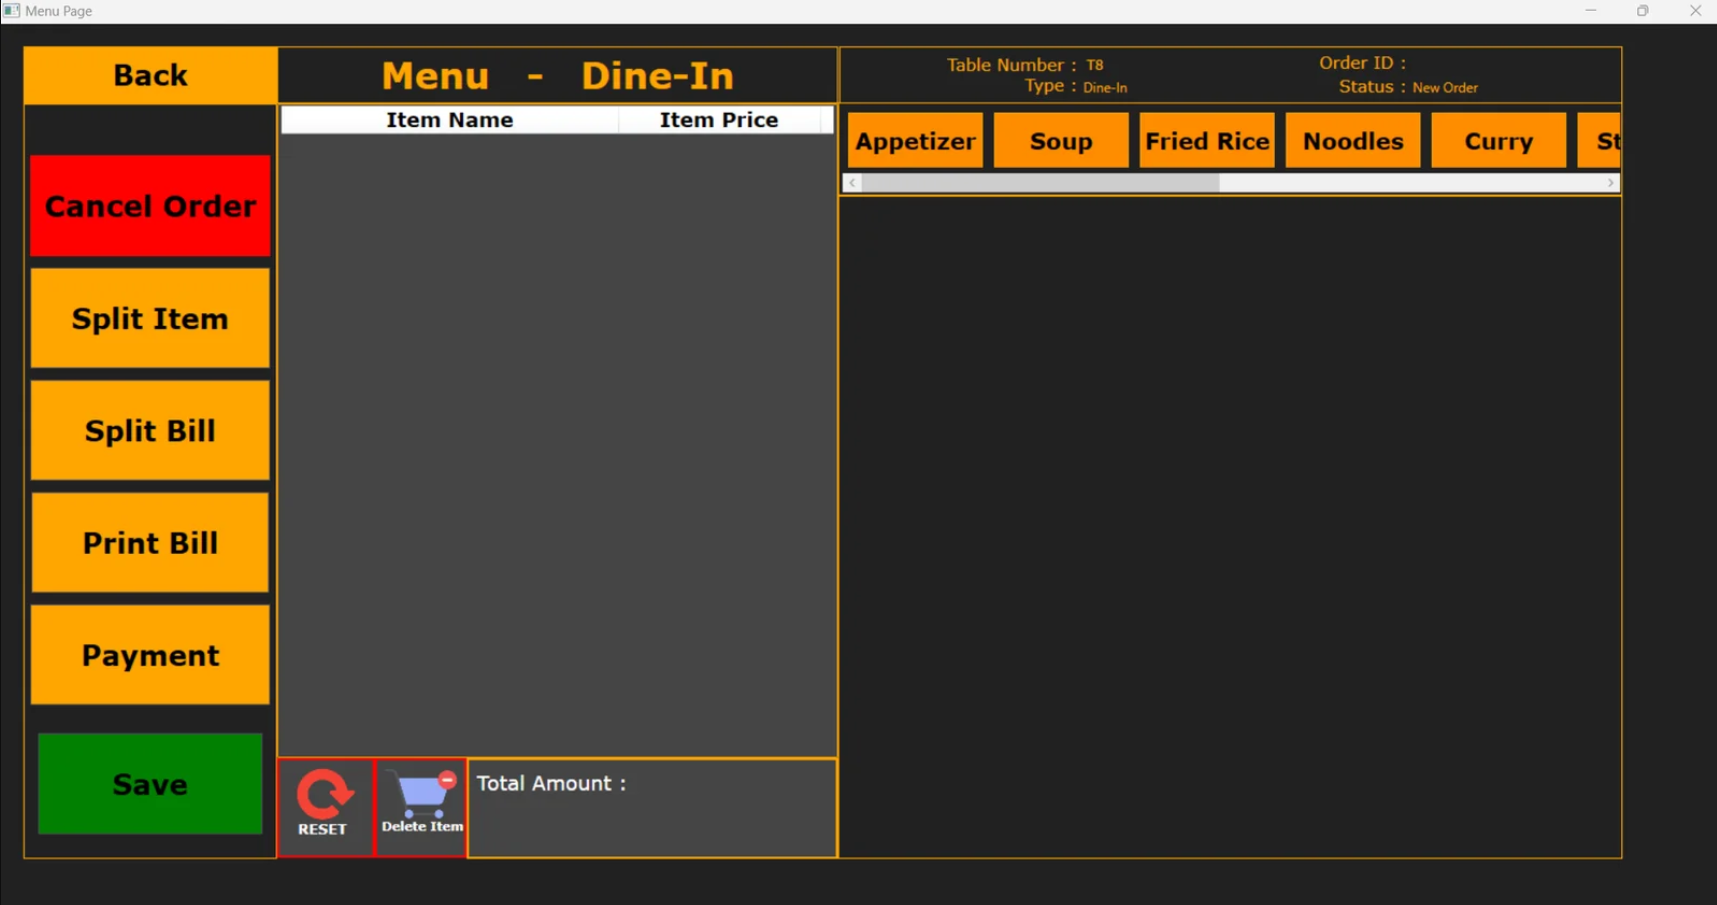 Menu Page
Back
Menu - Dine-In
Table Number : T8
Type : Dine-In
Order ID :
Status : New Order
Item Name Item Price
Appetizer Soup Fried Rice Noodles Curry St
Cancel Order
Split Item
Split Bill
Print Bill
Payment
Save
RESET
Delete Item
Total Amount :